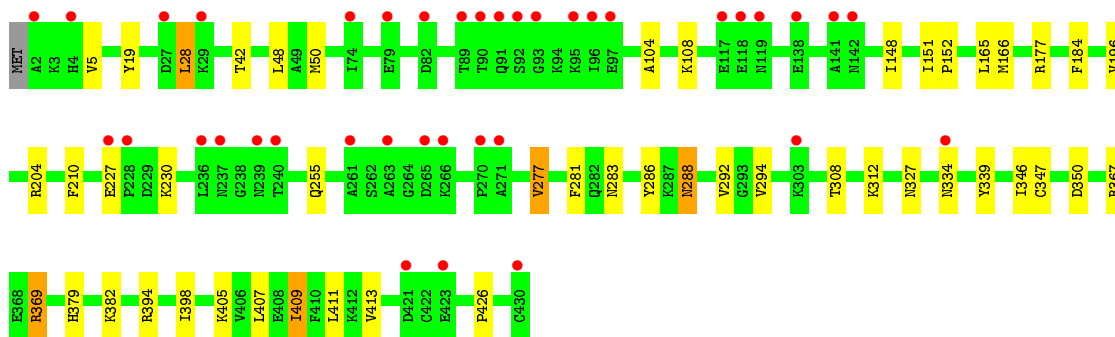 MET A2 K3 H4 V5 Y19 D27 L28 K29 T42 L48 A49 M50 I74 E79 D82 T89 T90 Q91 S92 G93 K94 K95 I96 E97 A104 K108 E117 E118 N119 E138 A141 N142 I148 I151 P152 L165 M166 R177 F184 V196
R204 F210 E227 P228 D229 K230 L236 N237 G238 N239 T240 Q255 A261 S262 A263 G264 D265 K266 P270 A271 V277 F281 Q282 N283 Y286 K287 N288 V292 G293 V294 K303 T308 K312 N327 N334 Y339 I346 C347 D350 R367
E368 R369 H379 K382 R394 I398 K405 V406 L407 E408 I409 F410 L411 K412 V413 D421 C422 E423 P426 C430